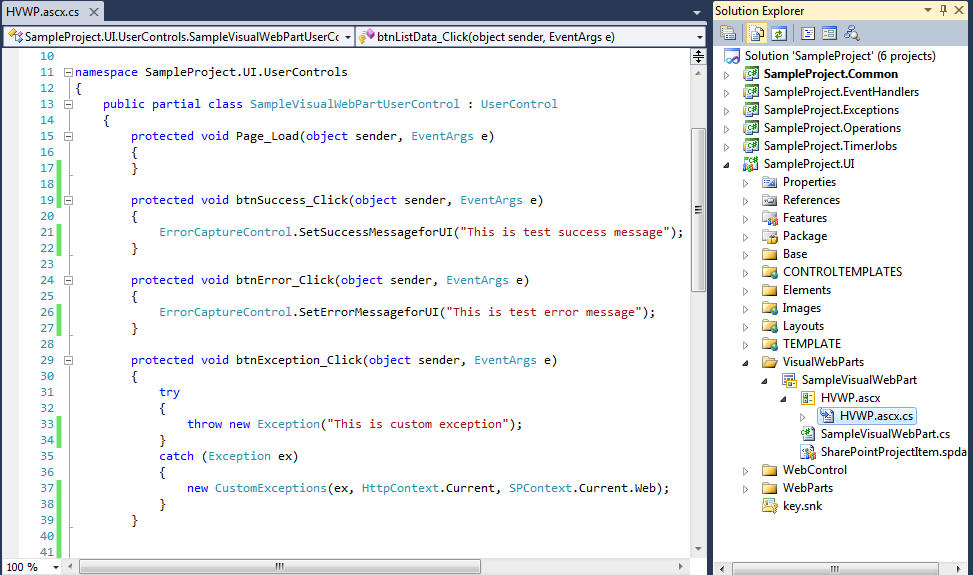 HVWP.ascx.cs
SampleProject.UI.UserControls.SampleVisualWebPartUserCo
btnListData_Click(object sender, EventArgs e)
10
11 namespace SampleProject.UI.UserControls
12 {
13 public partial class SampleVisualWebPartUserControl : UserControl
14 {
15 protected void Page_Load(object sender, EventArgs e)
16 {
17 }
18
19 protected void btnSuccess_Click(object sender, EventArgs e)
20 {
21 ErrorCaptureControl.SetSuccessMessageforUI("This is test success message");
22 }
23
24 protected void btnError_Click(object sender, EventArgs e)
25 {
26 ErrorCaptureControl.SetErrorMessageforUI("This is test error message");
27 }
28
29 protected void btnException_Click(object sender, EventArgs e)
30 {
31 try
32 {
33 throw new Exception("This is custom exception");
34 }
35 catch (Exception ex)
36 {
37 new CustomExceptions(ex, HttpContext.Current, SPContext.Current.Web);
38 }
39 }
40
41
100 %
Solution Explorer
Solution 'SampleProject' (6 projects)
SampleProject.Common
SampleProject.EventHandlers
SampleProject.Exceptions
SampleProject.Operations
SampleProject.TimerJobs
SampleProject.UI
Properties
References
Features
Package
Base
CONTROLTEMPLATES
Elements
Images
Layouts
TEMPLATE
VisualWebParts
SampleVisualWebPart
HVWP.ascx
HVWP.ascx.cs
SampleVisualWebPart.cs
SharePointProjectItem.spda
WebControl
WebParts
key.snk